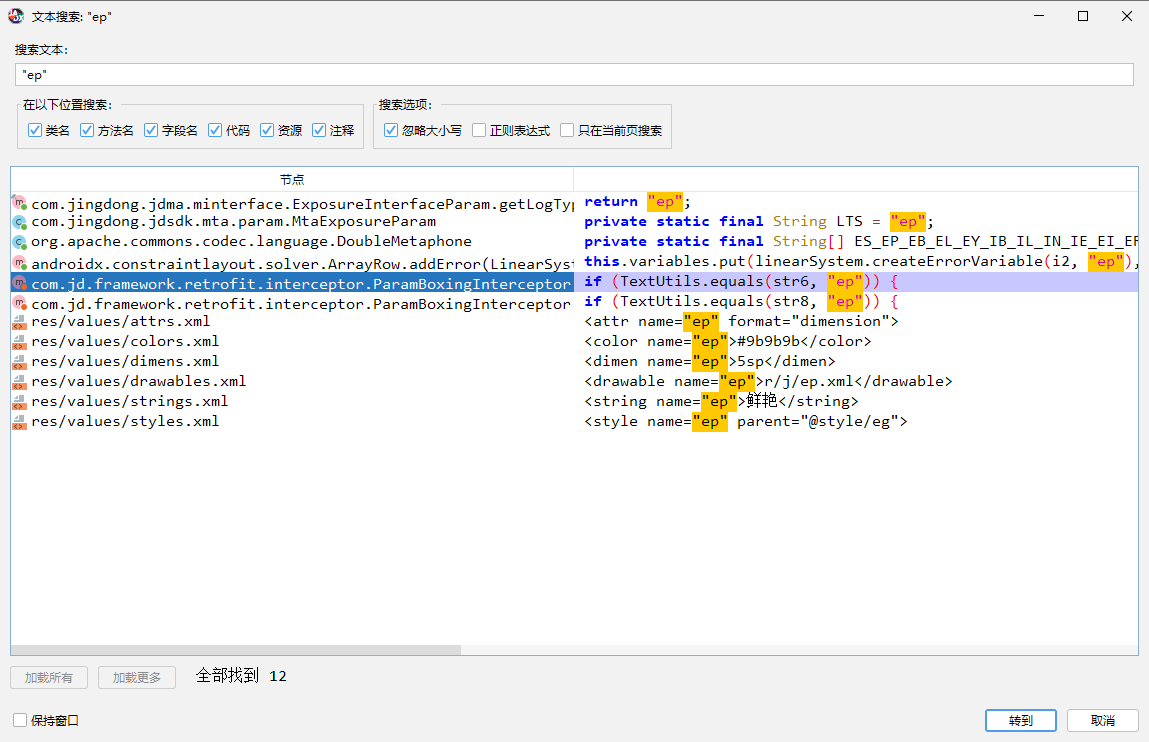 文本搜索: "ep"
搜索文本:
"ep"
在以下位置搜索: 搜索选项:
类名 方法名 字段名 代码 资源 注释 忽略大小写 正则表达式 只在当前页搜索
节点
com.jingdong.jdma.minterface.ExposureInterfaceParam.getLogTyp return "ep";
com.jingdong.jdsdk.mta.param.MtaExposureParam private static final String LTS = "ep";
org.apache.commons.codec.language.DoubleMetaphone private static final String[] ES_EP_EB_EL_EY_IB_IL_IN_IE_EI_ER
androidx.constraintlayout.solver.ArrayRow.addError(LinearSyst this.variables.put(linearSystem.createErrorVariable(i2, "ep"),
com.jd.framework.retrofit.interceptor.ParamBoxingInterceptor if (TextUtils.equals(str6, "ep")) {
com.jd.framework.retrofit.interceptor.ParamBoxingInterceptor if (TextUtils.equals(str8, "ep")) {
res/values/attrs.xml <attr name="ep" format="dimension">
res/values/colors.xml <color name="ep">#9b9b9b</color>
res/values/dimens.xml <dimen name="ep">5sp</dimen>
res/values/drawables.xml <drawable name="ep">r/j/ep.xml</drawable>
res/values/strings.xml <string name="ep">鲜艳</string>
res/values/styles.xml <style name="ep" parent="@style/eg">
加载所有 加载更多 全部找到 12
保持窗口 转到 取消